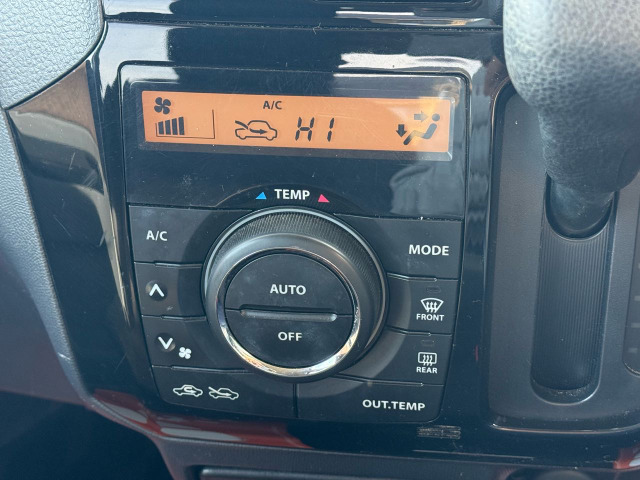 A/C
HI
TEMP
A/C
MODE
AUTO
OFF
FRONT
REAR
OUT.TEMP